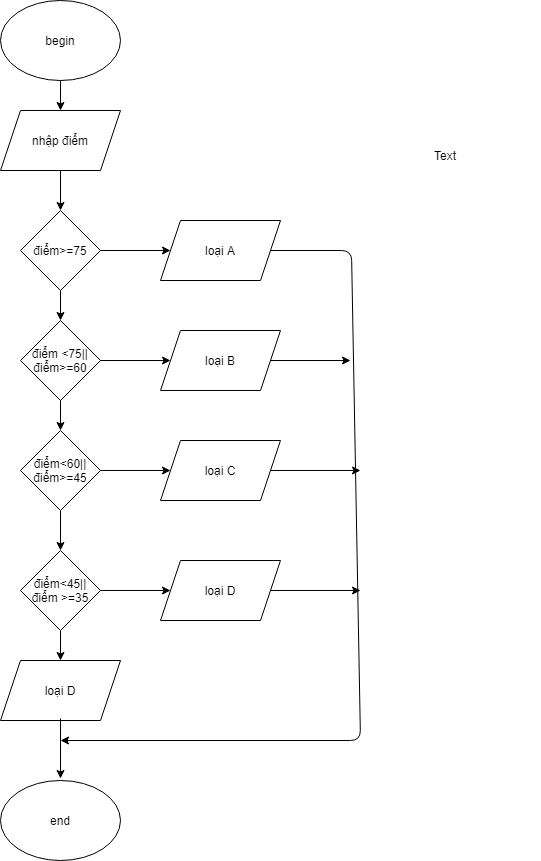 begin
nhập điểm
Text
điểm>=75
loại A
điểm <75||
điểm>=60
loại B
điểm<60||
điểm>=45
loại C
điểm<45||
điểm >=35
loại D
loại D
end